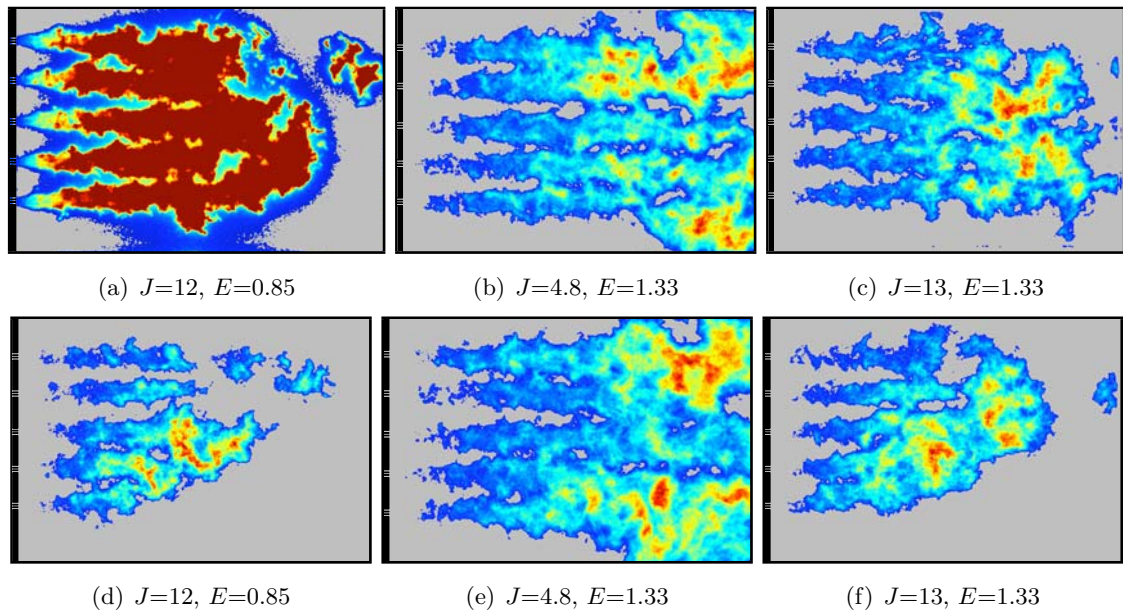 (a) J=12, E=0.85
(b) J=4.8, E=1.33
(c) J=13, E=1.33
(d) J=12, E=0.85
(e) J=4.8, E=1.33
(f) J=13, E=1.33